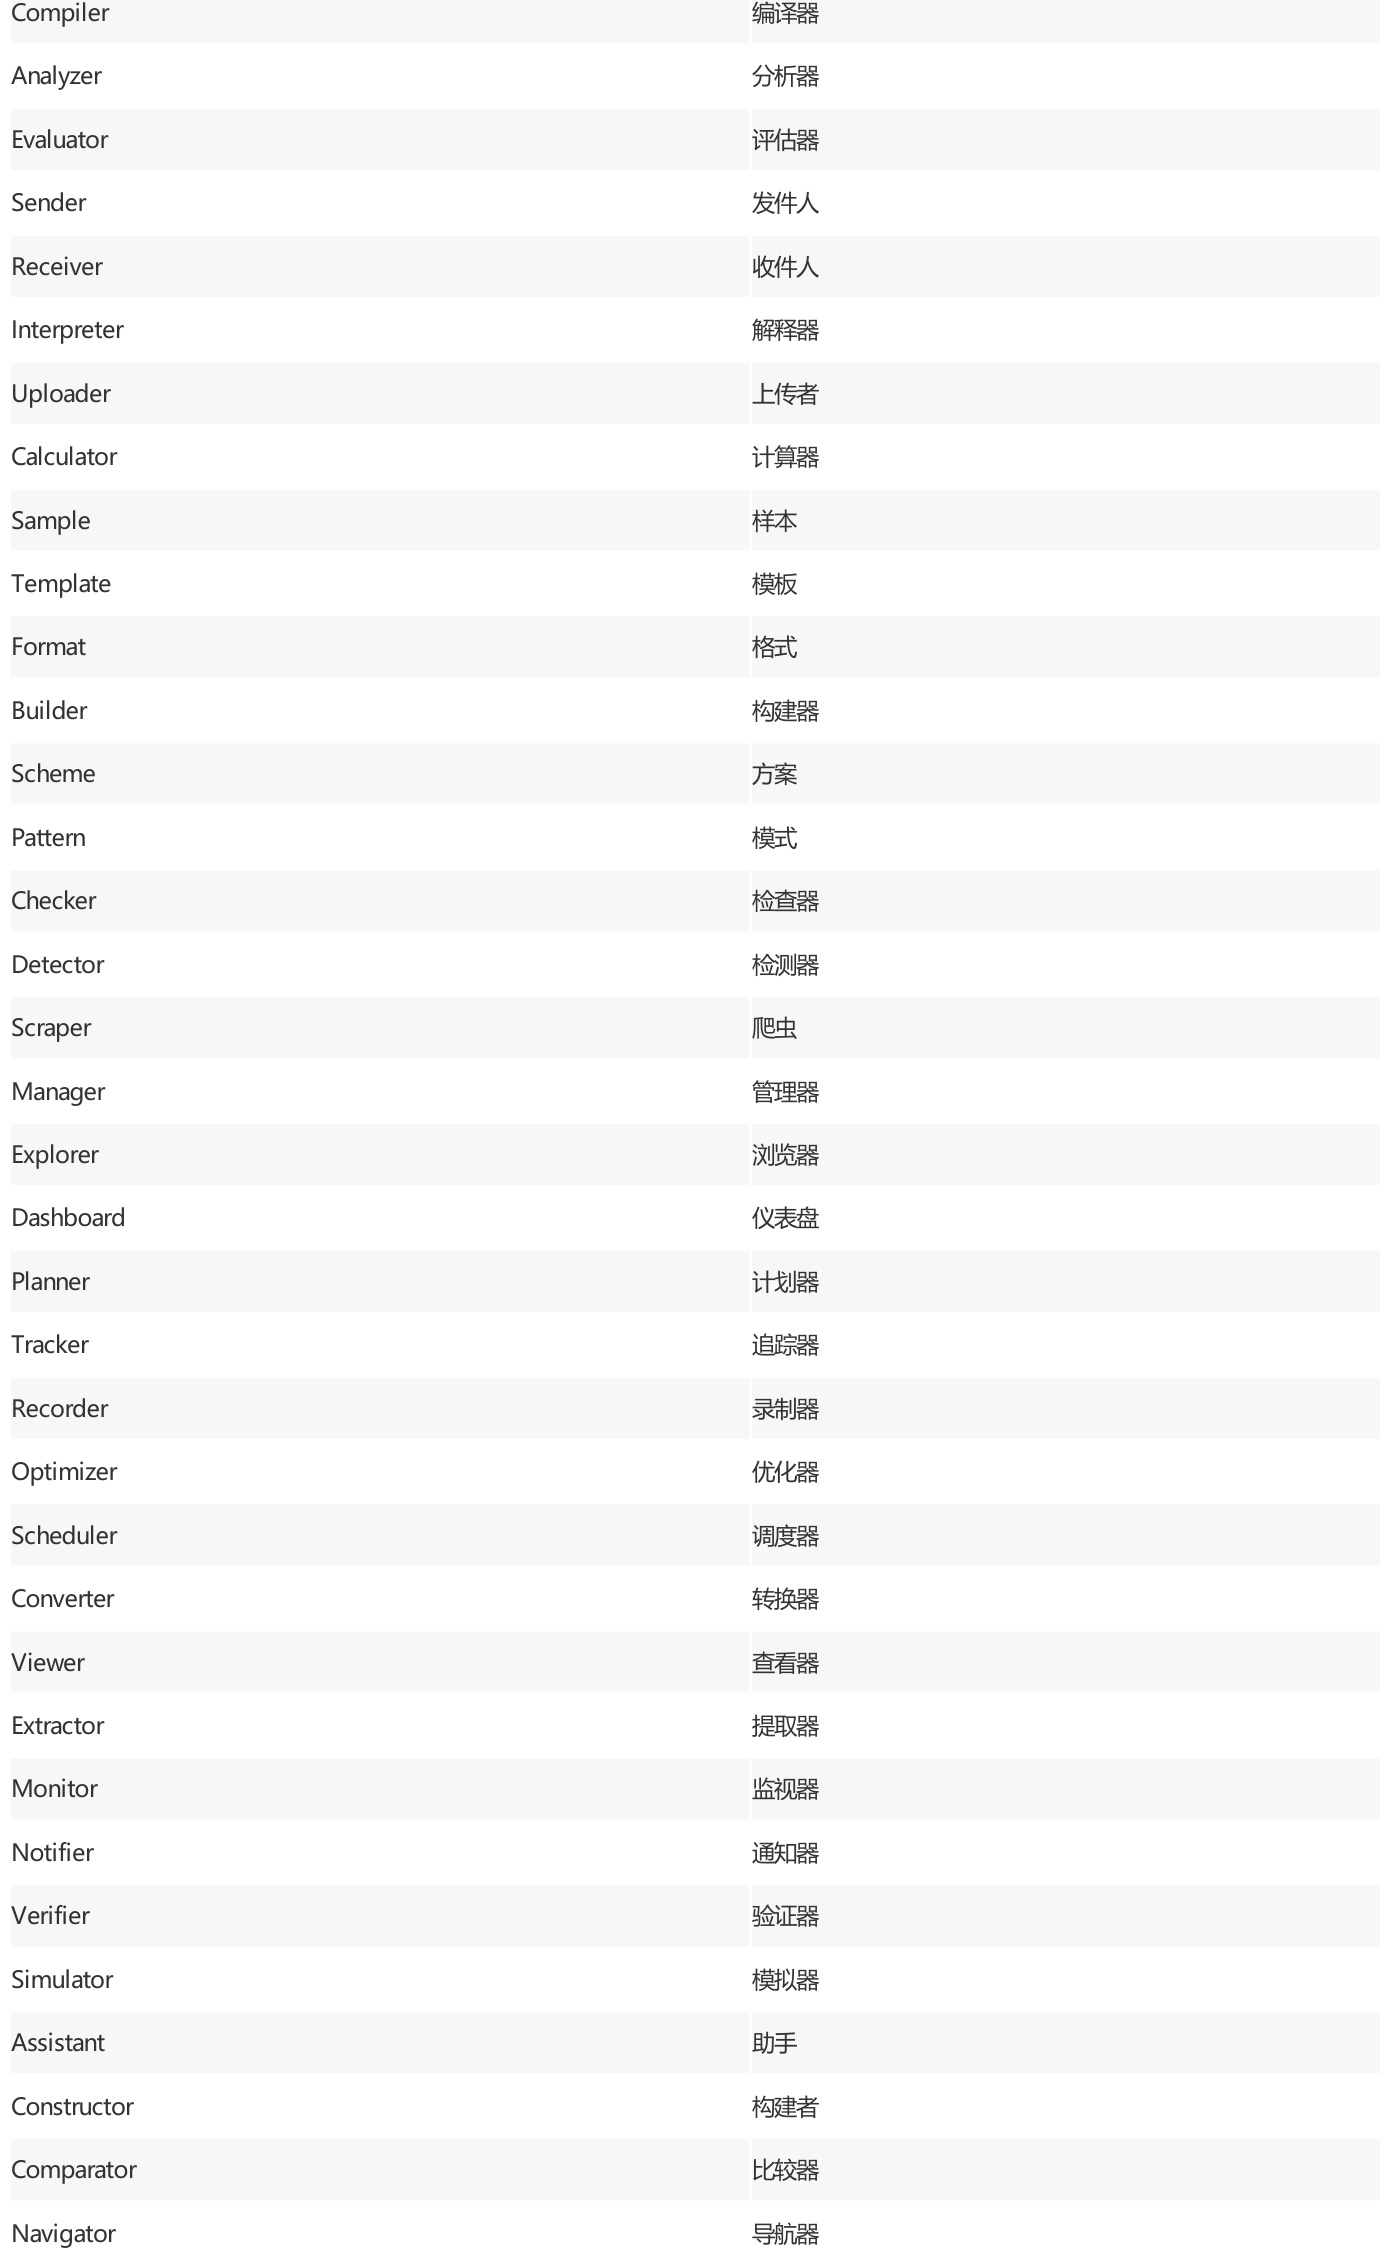 Compiler 编译器
Analyzer 分析器
Evaluator 评估器
Sender 发件人
Receiver 收件人
Interpreter 解释器
Uploader 上传者
Calculator 计算器
Sample 样本
Template 模板
Format 格式
Builder 构建器
Scheme 方案
Pattern 模式
Checker 检查器
Detector 检测器
Scraper 爬虫
Manager 管理器
Explorer 浏览器
Dashboard 仪表盘
Planner 计划器
Tracker 追踪器
Recorder 录制器
Optimizer 优化器
Scheduler 调度器
Converter 转换器
Viewer 查看器
Extractor 提取器
Monitor 监视器
Notifier 通知器
Verifier 验证器
Simulator 模拟器
Assistant 助手
Constructor 构建者
Comparator 比较器
Navigator 导航器